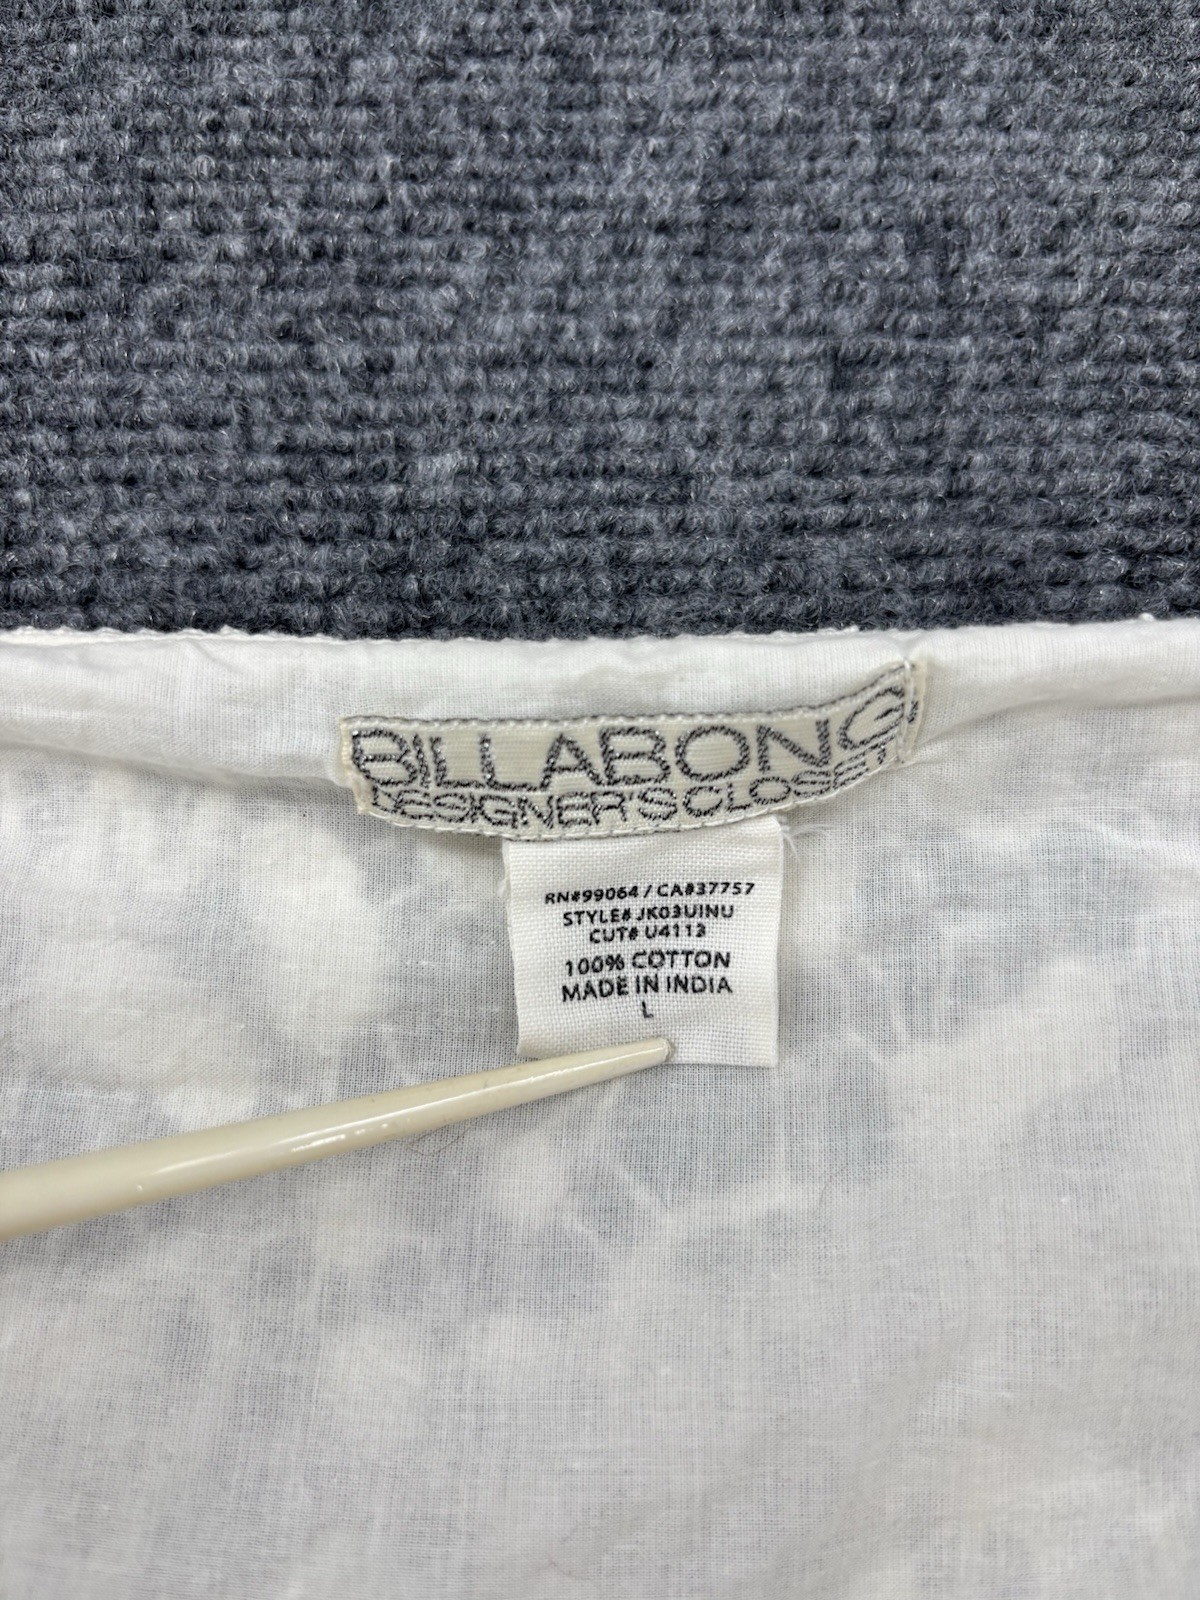 BILLABONG
DESIGNER'S CLOSET
RN#99064 / CA#37757
STYLE# JK03UINU
CUT# U4113
100% COTTON
MADE IN INDIA
L